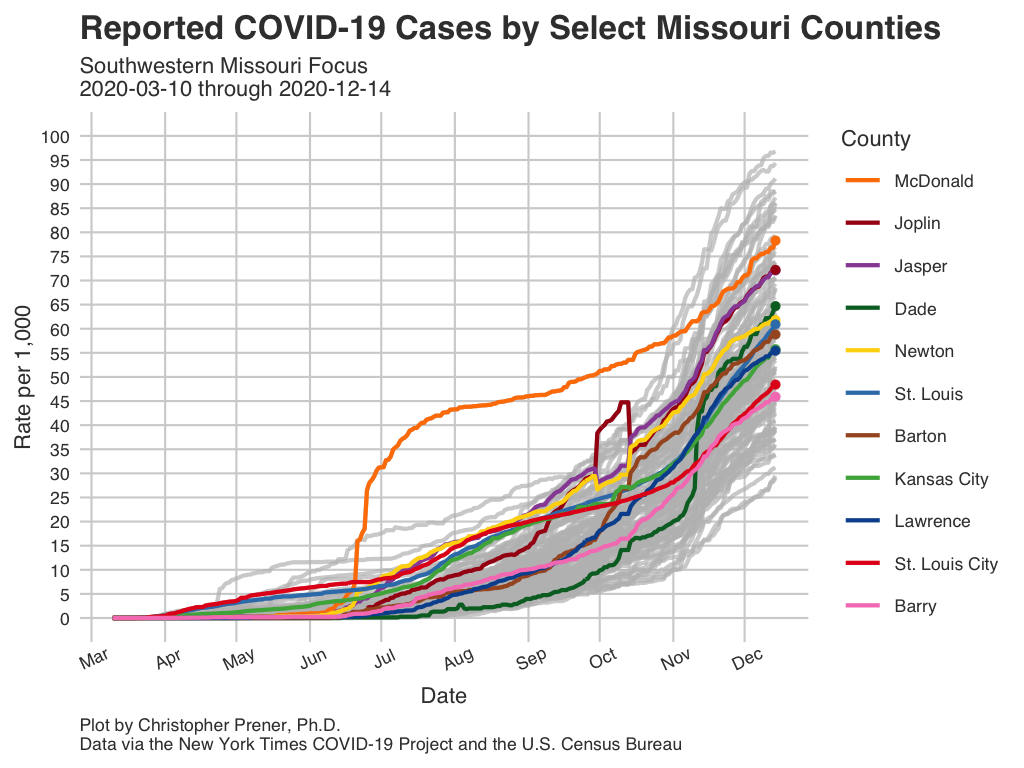 Reported COVID-19 Cases by Select Missouri Counties
Southwestern Missouri Focus
2020-03-10 through 2020-12-14
Rate per 1,000
100
95
90
85
80
75
70
65
60
55
50
45
40
35
30
25
20
15
10
5
0
Mar Apr May Jun Jul Aug Sep Oct Nov Dec
Date
County
McDonald
Joplin
Jasper
Dade
Newton
St. Louis
Barton
Kansas City
Lawrence
St. Louis City
Barry
Plot by Christopher Prener, Ph.D.
Data via the New York Times COVID-19 Project and the U.S. Census Bureau